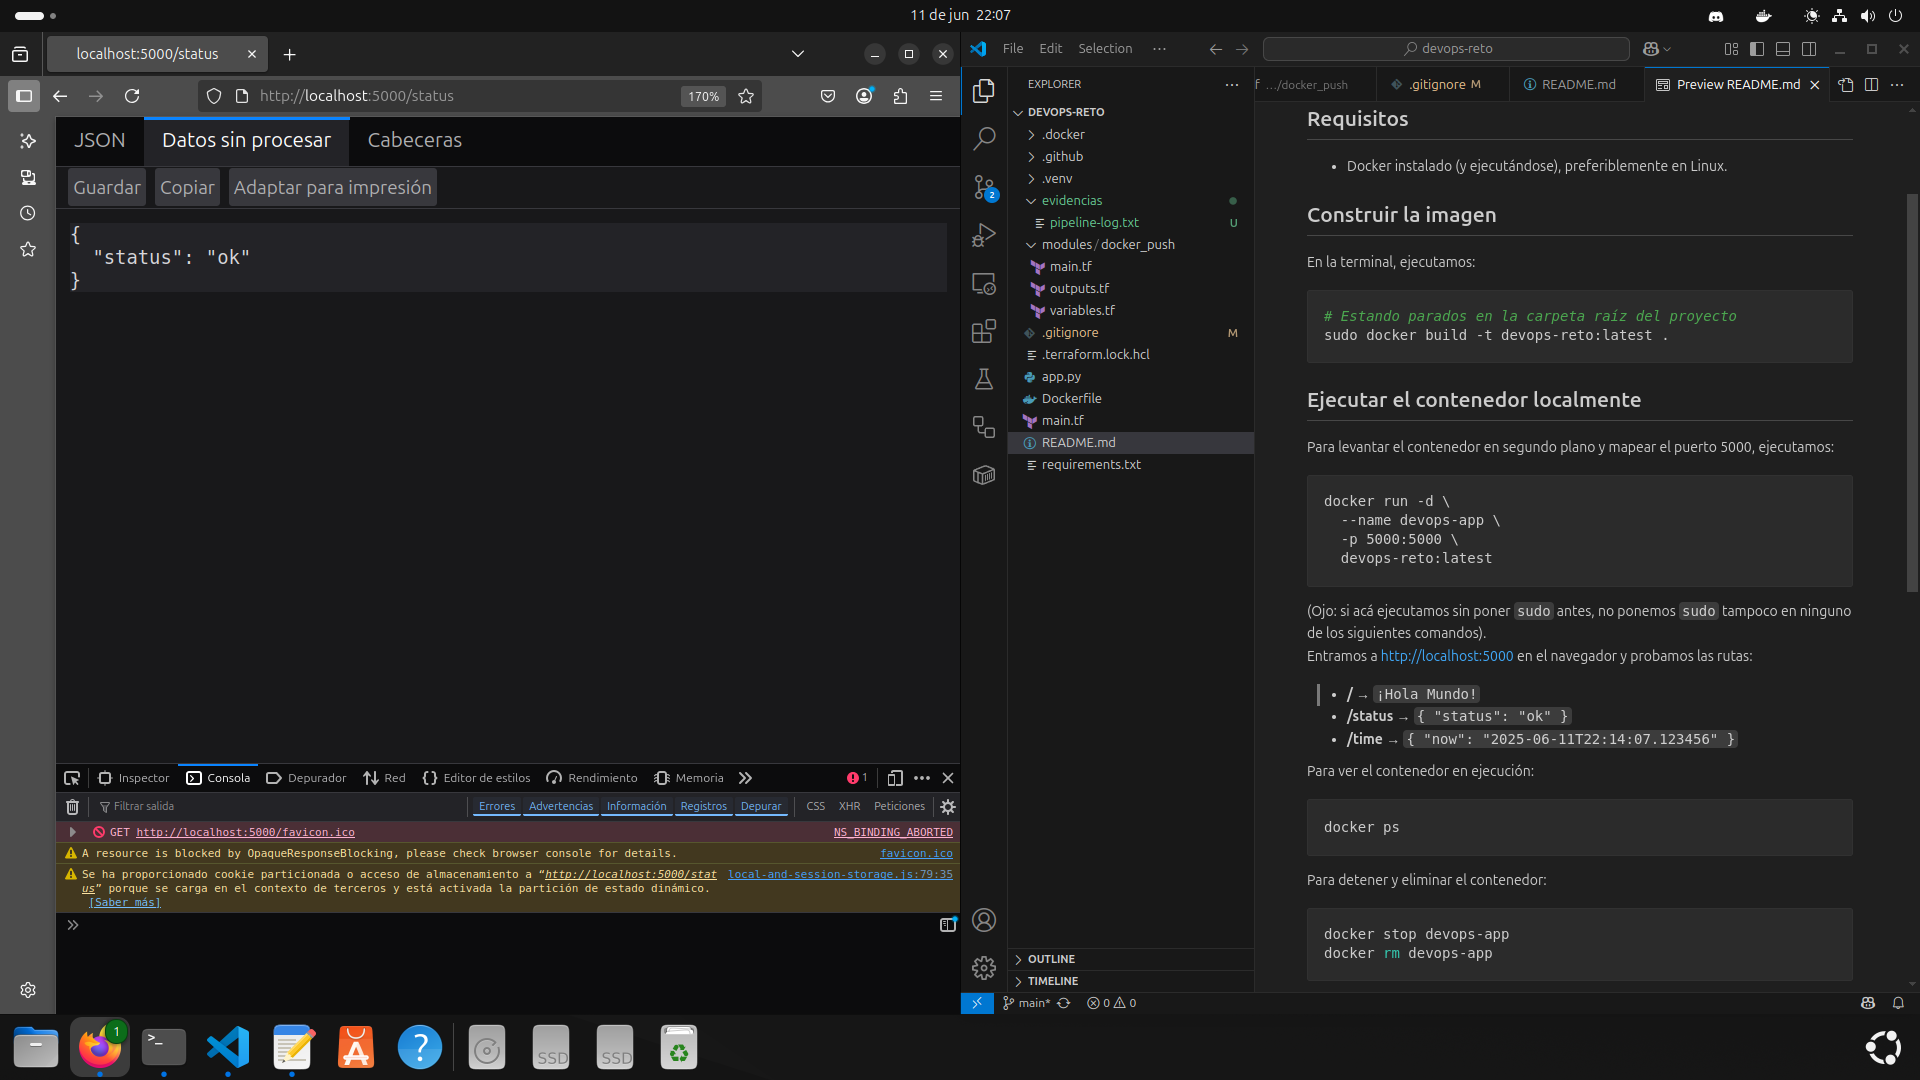 11 de jun 22:07
localhost:5000/status
http://localhost:5000/status
170%
JSON
Datos sin procesar
Cabeceras
Guardar
Copiar
Adaptar para impresión
{
"status": "ok"
}
Inspector
Consola
Depurador
Red
Editor de estilos
Rendimiento
Memoria
1
Filtrar salida
Errores
Advertencias
Información
Registros
Depurar
CSS
XHR
Peticiones
GET http://localhost:5000/favicon.ico
NS_BINDING_ABORTED
A resource is blocked by OpaqueResponseBlocking, please check browser console for details.
favicon.ico
Se ha proporcionado cookie particionada o acceso de almacenamiento a “http://localhost:5000/stat
local-and-session-storage.js:79:35
us” porque se carga en el contexto de terceros y está activada la partición de estado dinámico.
[Saber más]
File
Edit
Selection
devops-reto
EXPLORER
DEVOPS-RETO
.docker
.github
.venv
evidencias
pipeline-log.txt
U
modules/docker_push
main.tf
outputs.tf
variables.tf
.gitignore
M
.terraform.lock.hcl
app.py
Dockerfile
main.tf
README.md
requirements.txt
OUTLINE
TIMELINE
2
f .../docker_push
.gitignore M
README.md
Preview README.md
Requisitos
• Docker instalado (y ejecutándose), preferiblemente en Linux.
Construir la imagen
En la terminal, ejecutamos:
# Estando parados en la carpeta raíz del proyecto
sudo docker build -t devops-reto:latest .
Ejecutar el contenedor localmente
Para levantar el contenedor en segundo plano y mapear el puerto 5000, ejecutamos:
docker run -d \
--name devops-app \
-p 5000:5000 \
devops-reto:latest
(Ojo: si acá ejecutamos sin poner sudo antes, no ponemos sudo tampoco en ninguno
de los siguientes comandos).
Entramos a http://localhost:5000 en el navegador y probamos las rutas:
• / → ¡Hola Mundo!
• /status → { "status": "ok" }
• /time → { "now": "2025-06-11T22:14:07.123456" }
Para ver el contenedor en ejecución:
docker ps
Para detener y eliminar el contenedor:
docker stop devops-app
docker rm devops-app
main*
0
0
1
SSD
SSD